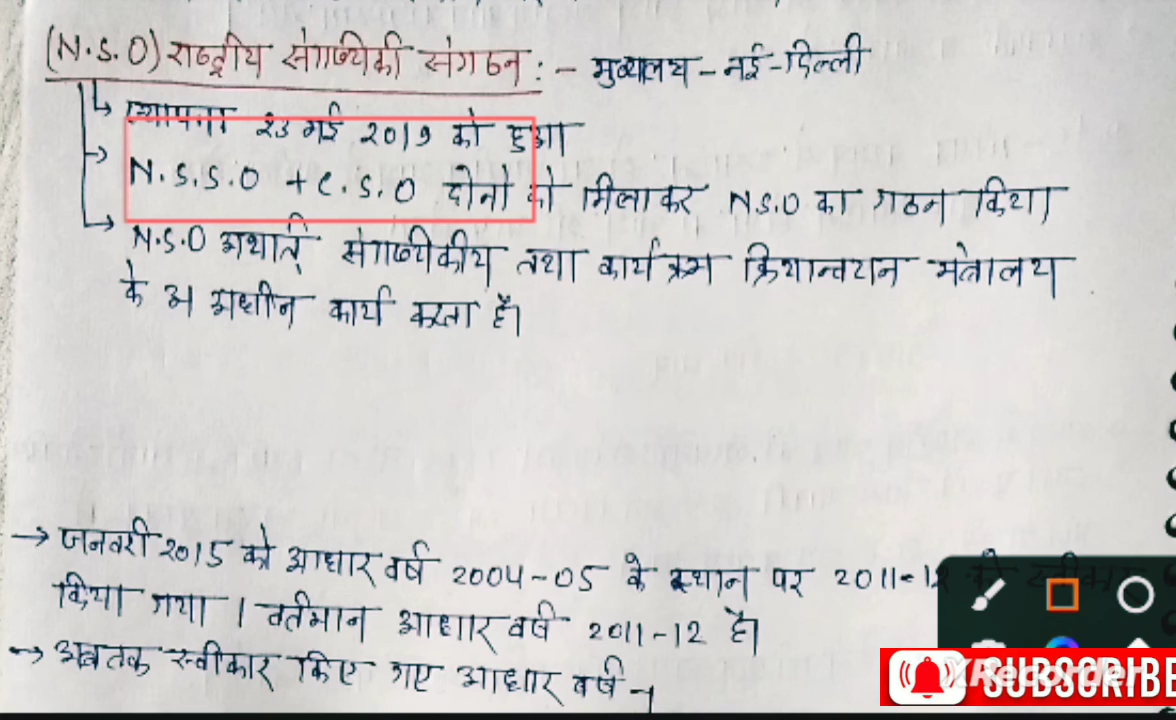 (N.S.O) राष्ट्रीय सांख्यिकी संगठन :- मुख्यालय - नई-दिल्ली
स्थापना 23 मई 2019 को हुआ
N.S.S.O + C.S.O दोनो को मिलाकर N.S.O का गठन किया
N.S.O अर्थात् सांख्यिकीय तथा कार्यक्रम क्रियान्वयन मंत्रालय
के अधीन कार्य करता है।
→ जनवरी 2015 को आधार वर्ष 2004-05 के स्थान पर 2011-12 को
किया गया । वर्तमान आधार वर्ष 2011-12 है।
→ अबतक स्वीकार किए गए आधार वर्ष -
XRecorder
SUBSCRIBE